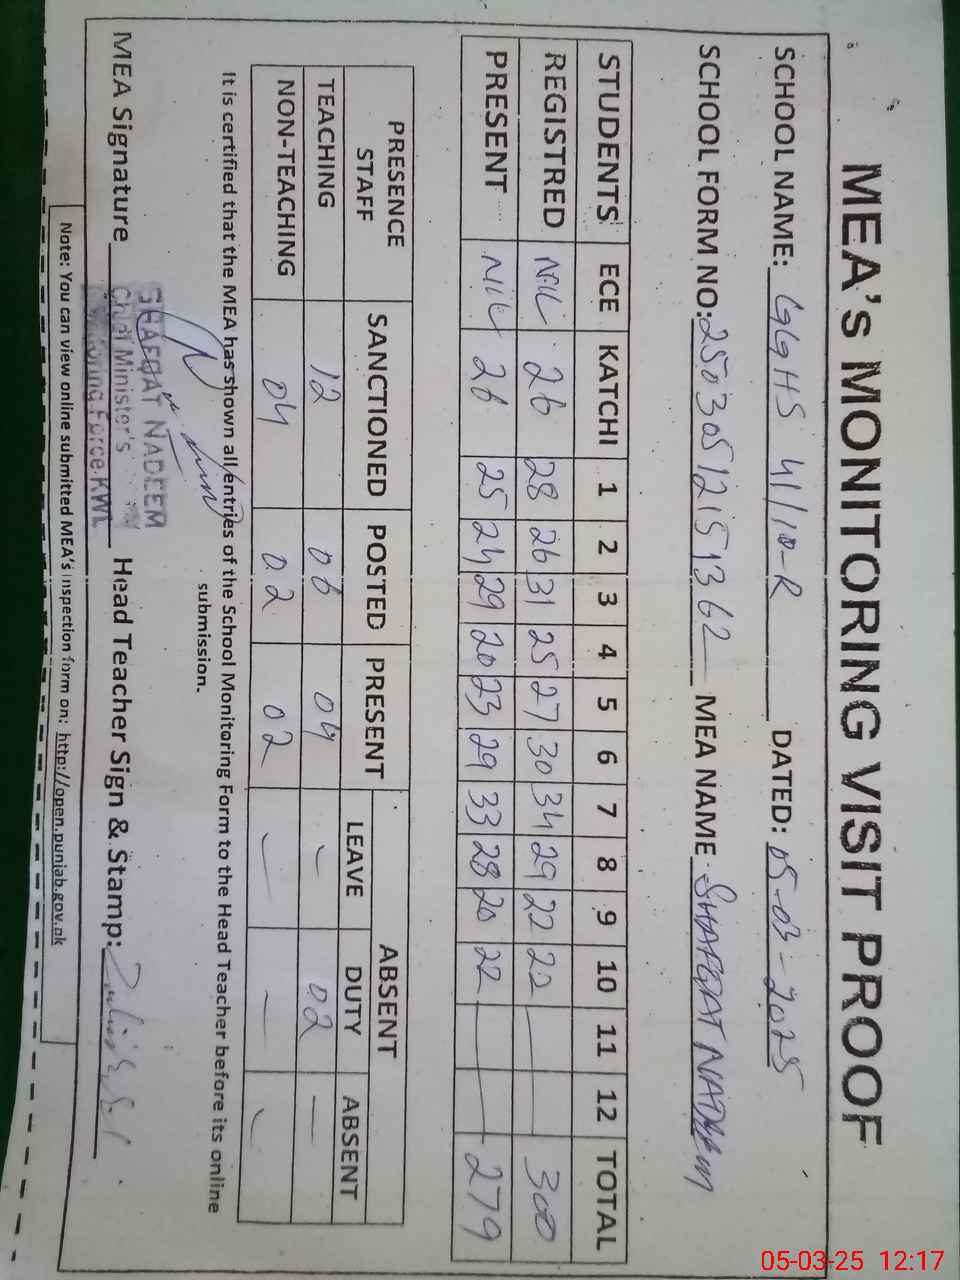 MEA's MONITORING VISIT PROOF
SCHOOL NAME: GGHS 41/10-R DATED: 05-03-2025
SCHOOL FORM NO: 25030512151362 MEA NAME SHAFQAT NADEEM
STUDENTS ECE KATCHI 1 2 3 4 5 6 7 8 9 10 11 12 TOTAL
REGISTRED NIL 26 28 26 31 25 27 30 34 29 22 22 — — 300
PRESENT NIL 26 25 24 29 20 23 29 33 28 20 22 — — 279
PRESENCE STAFF SANCTIONED POSTED PRESENT ABSENT
LEAVE DUTY ABSENT
TEACHING 12 06 04 — 02 —
NON-TEACHING 04 02 02 — — —
It is certified that the MEA has shown all entries of the School Monitoring Form to the Head Teacher before its online
submission.
SHAFQAT NADEEM
Chief Minister's
Monitoring Force KWL
MEA Signature Head Teacher Sign & Stamp:
Note: You can view online submitted MEA's inspection form on: http://open.punjab.gov.pk
05-03-25 12:17